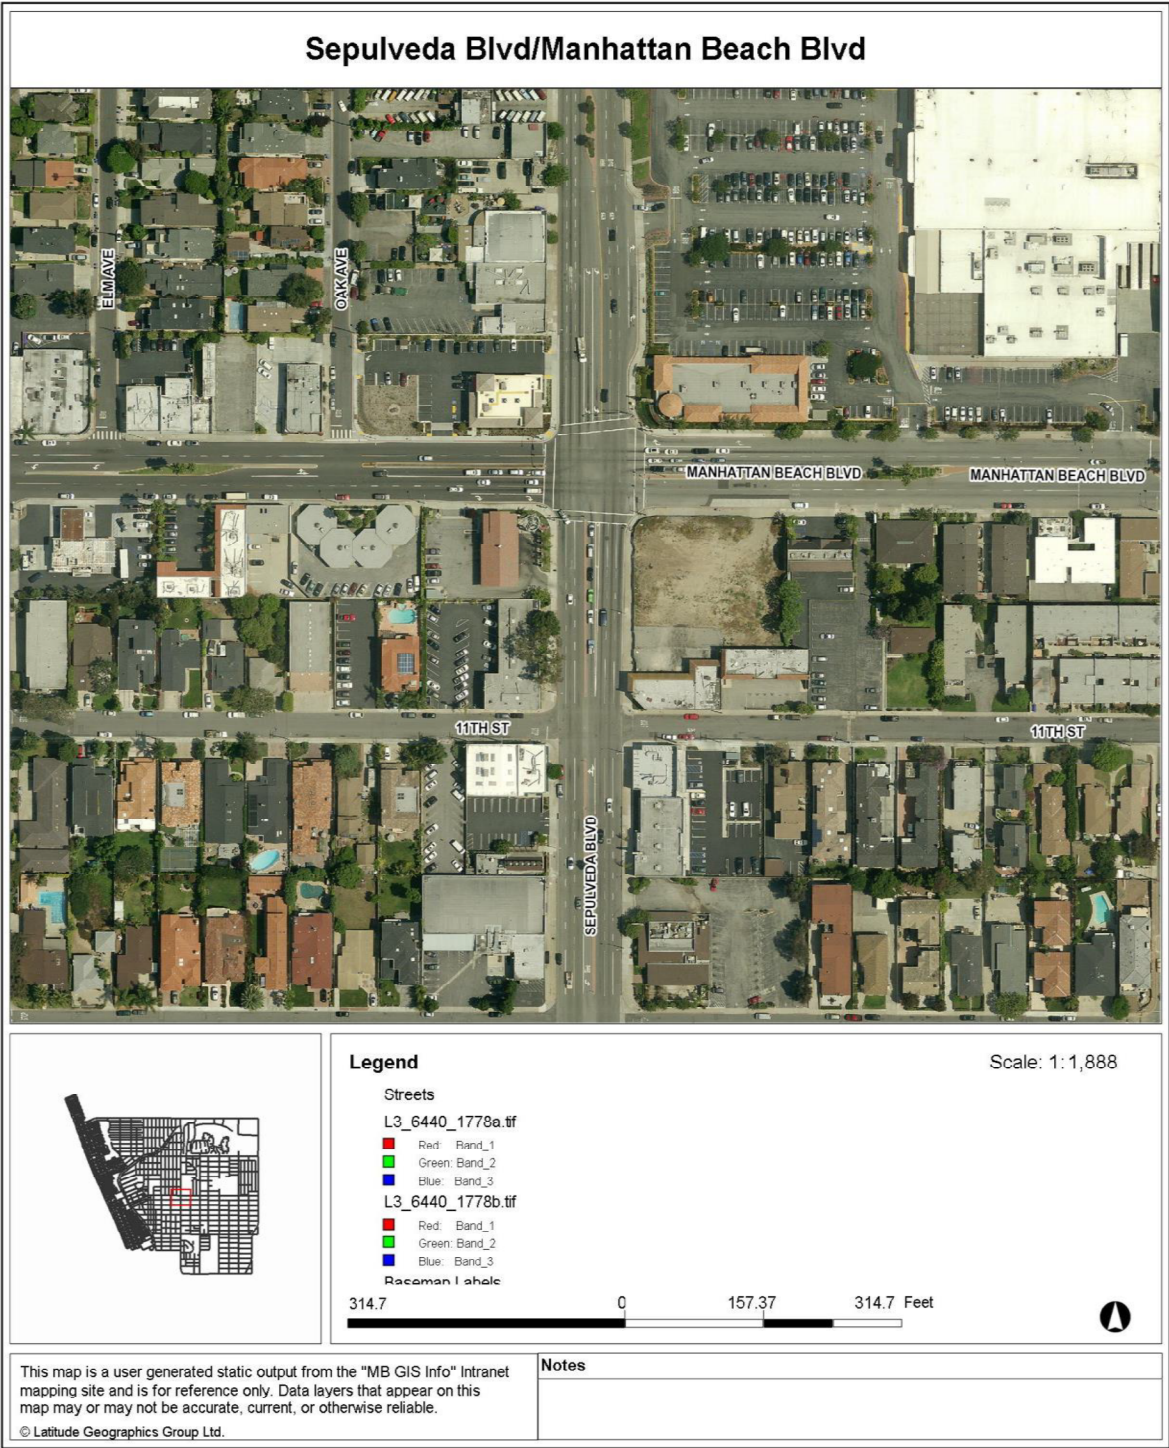 Sepulveda Blvd/Manhattan Beach Blvd
ELM AVE
OAK AVE
MANHATTAN BEACH BLVD
MANHATTAN BEACH BLVD
11TH ST
11TH ST
SEPULVEDA BLVD
Legend
Scale: 1:1,888
Streets
L3_6440_1778a.tif
Red: Band_1
Green: Band_2
Blue: Band_3
L3_6440_1778b.tif
Red: Band_1
Green: Band_2
Blue: Band_3
Basemap Labels
314.7 0 157.37 314.7 Feet
This map is a user generated static output from the "MB GIS Info" Intranet
mapping site and is for reference only. Data layers that appear on this
map may or may not be accurate, current, or otherwise reliable.
© Latitude Geographics Group Ltd.
Notes